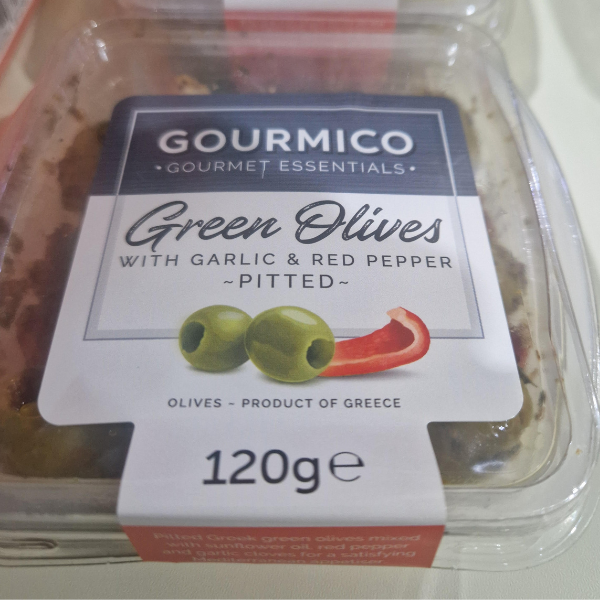 GOURMICO
•GOURMET ESSENTIALS•
Green Olives
WITH GARLIC & RED PEPPER
~PITTED~
OLIVES ~ PRODUCT OF GREECE
120g ℮
Pitted Greek green olives mixed
with sunflower oil, red pepper
and garlic cloves for a satisfying
Mediterranean